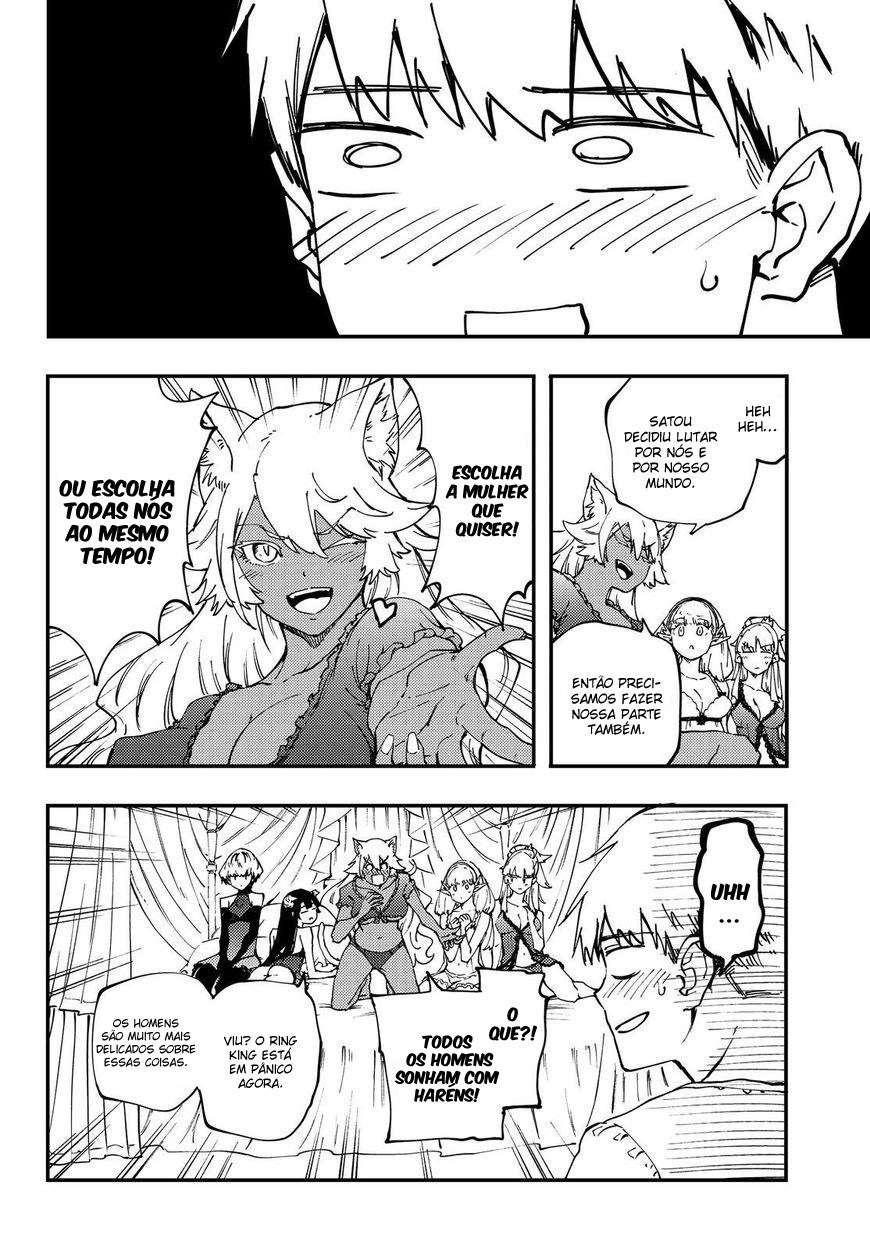 HEH
HEH...
SATOU
DECIDIU LUTAR
POR NÓS E
POR NOSSO
MUNDO.
ENTÃO PRECI-
SAMOS FAZER
NOSSA PARTE
TAMBÉM.
ESCOLHA
A MULHER
QUE
QUISER!
OU ESCOLHA
TODAS NÓS
AO MESMO
TEMPO!
UHH
...
O
QUE?!
TODOS
OS HOMENS
SONHAM COM
HARÉNS!
VIU? O RING
KING ESTÁ
EM PÂNICO
AGORA.
OS HOMENS
SÃO MUITO MAIS
DELICADOS SOBRE
ESSAS COISAS.